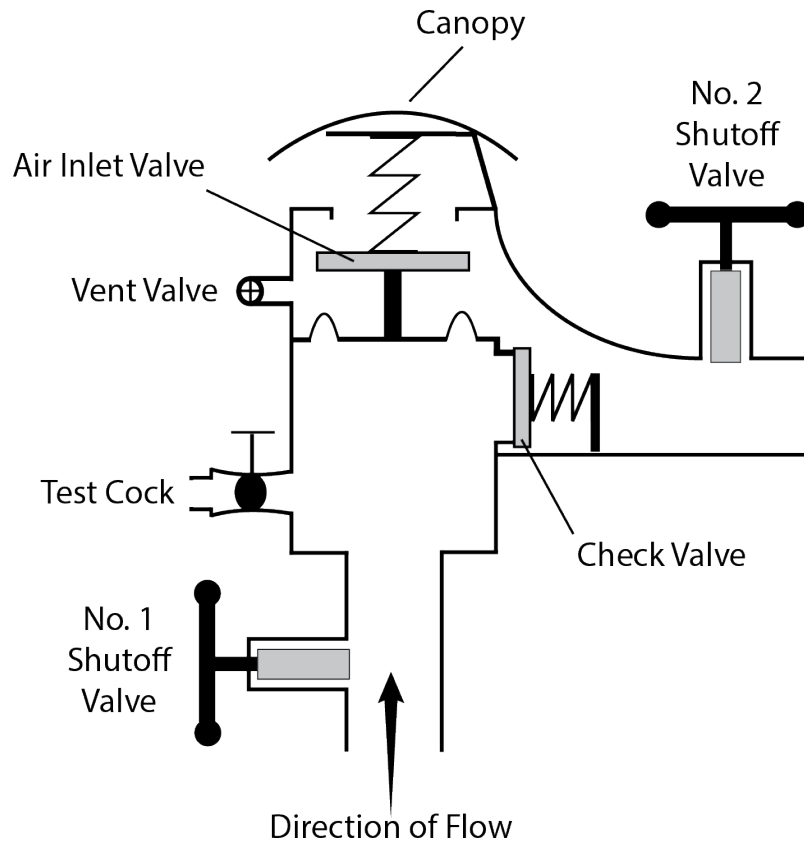 Canopy
No. 2
Shutoff
Valve
Air Inlet Valve
Vent Valve
Test Cock
Check Valve
No. 1
Shutoff
Valve
Direction of Flow